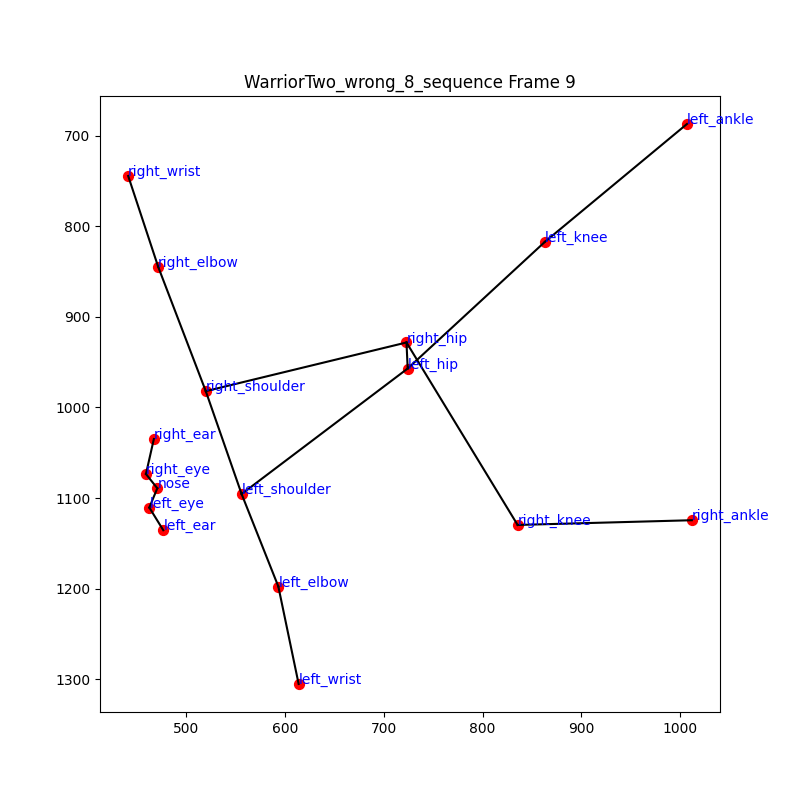 WarriorTwo_wrong_8_sequence Frame 9
left_ankle
700
right_wrist
left_knee
800
right_elbow
900
right_hip
left_hip
right_shoulder
1000
right_ear
right_eye
nose
left_shoulder
1100
left_eye
right_ankle
right_knee
left_ear
left_elbow
1200
left_wrist
1300
500 600 700 800 900 1000